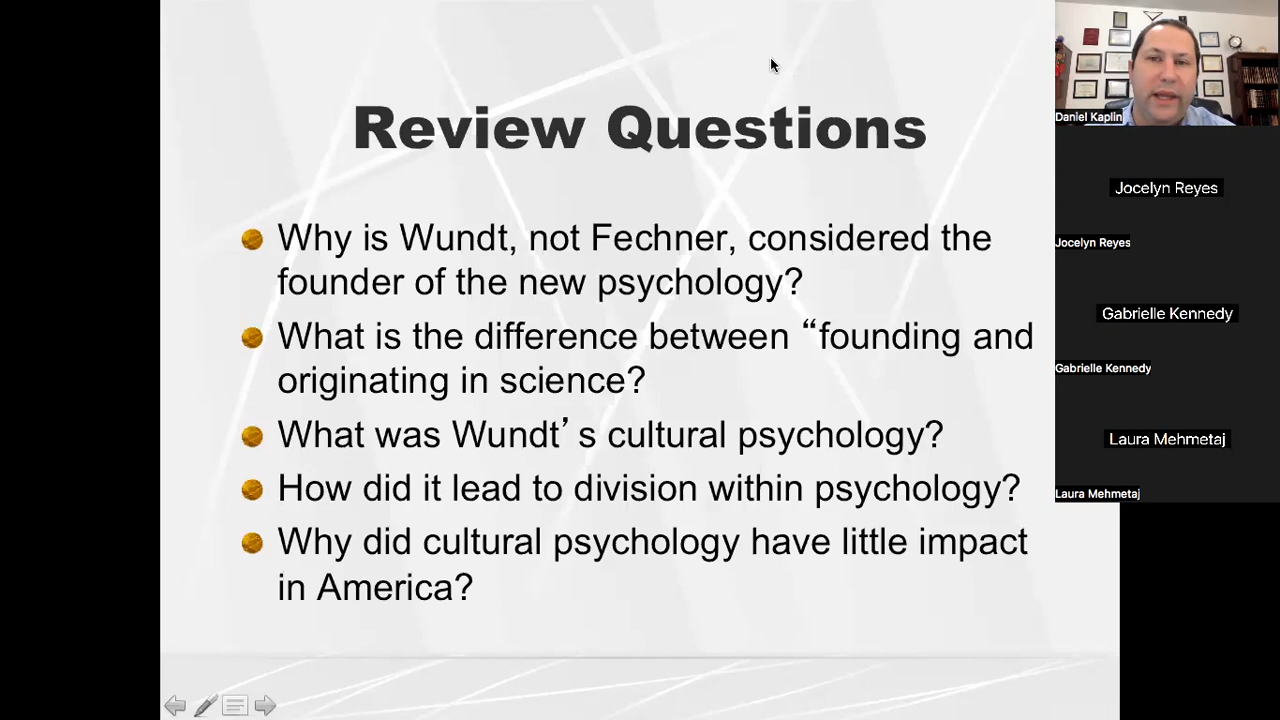 Review Questions
Why is Wundt, not Fechner, considered the
founder of the new psychology?
What is the difference between “founding and
originating in science?
What was Wundt’s cultural psychology?
How did it lead to division within psychology?
Why did cultural psychology have little impact
in America?
Daniel Kaplin
Jocelyn Reyes
Jocelyn Reyes
Gabrielle Kennedy
Gabrielle Kennedy
Laura Mehmetaj
Laura Mehmetaj